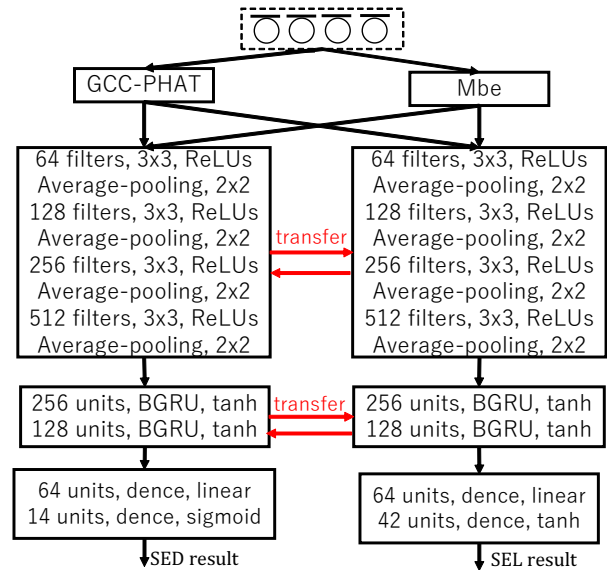 GCC-PHAT
Mbe
64 filters, 3x3, ReLUs
Average-pooling, 2x2
128 filters, 3x3, ReLUs
Average-pooling, 2x2
256 filters, 3x3, ReLUs
Average-pooling, 2x2
512 filters, 3x3, ReLUs
Average-pooling, 2x2
transfer
64 filters, 3x3, ReLUs
Average-pooling, 2x2
128 filters, 3x3, ReLUs
Average-pooling, 2x2
256 filters, 3x3, ReLUs
Average-pooling, 2x2
512 filters, 3x3, ReLUs
Average-pooling, 2x2
256 units, BGRU, tanh
128 units, BGRU, tanh
transfer
256 units, BGRU, tanh
128 units, BGRU, tanh
64 units, dence, linear
14 units, dence, sigmoid
64 units, dence, linear
42 units, dence, tanh
SED result
SEL result